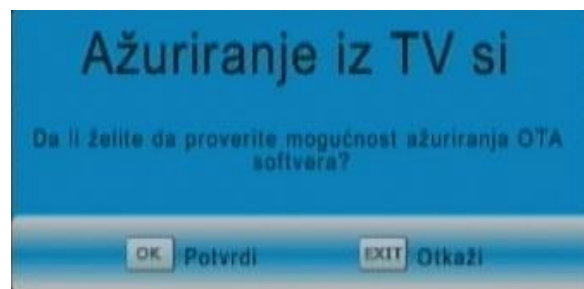 Ažuriranje iz TV si
Da li želite da proverite mogućnost ažuriranja OTA
softvera?
OK Potvrdi EXIT Otkaži